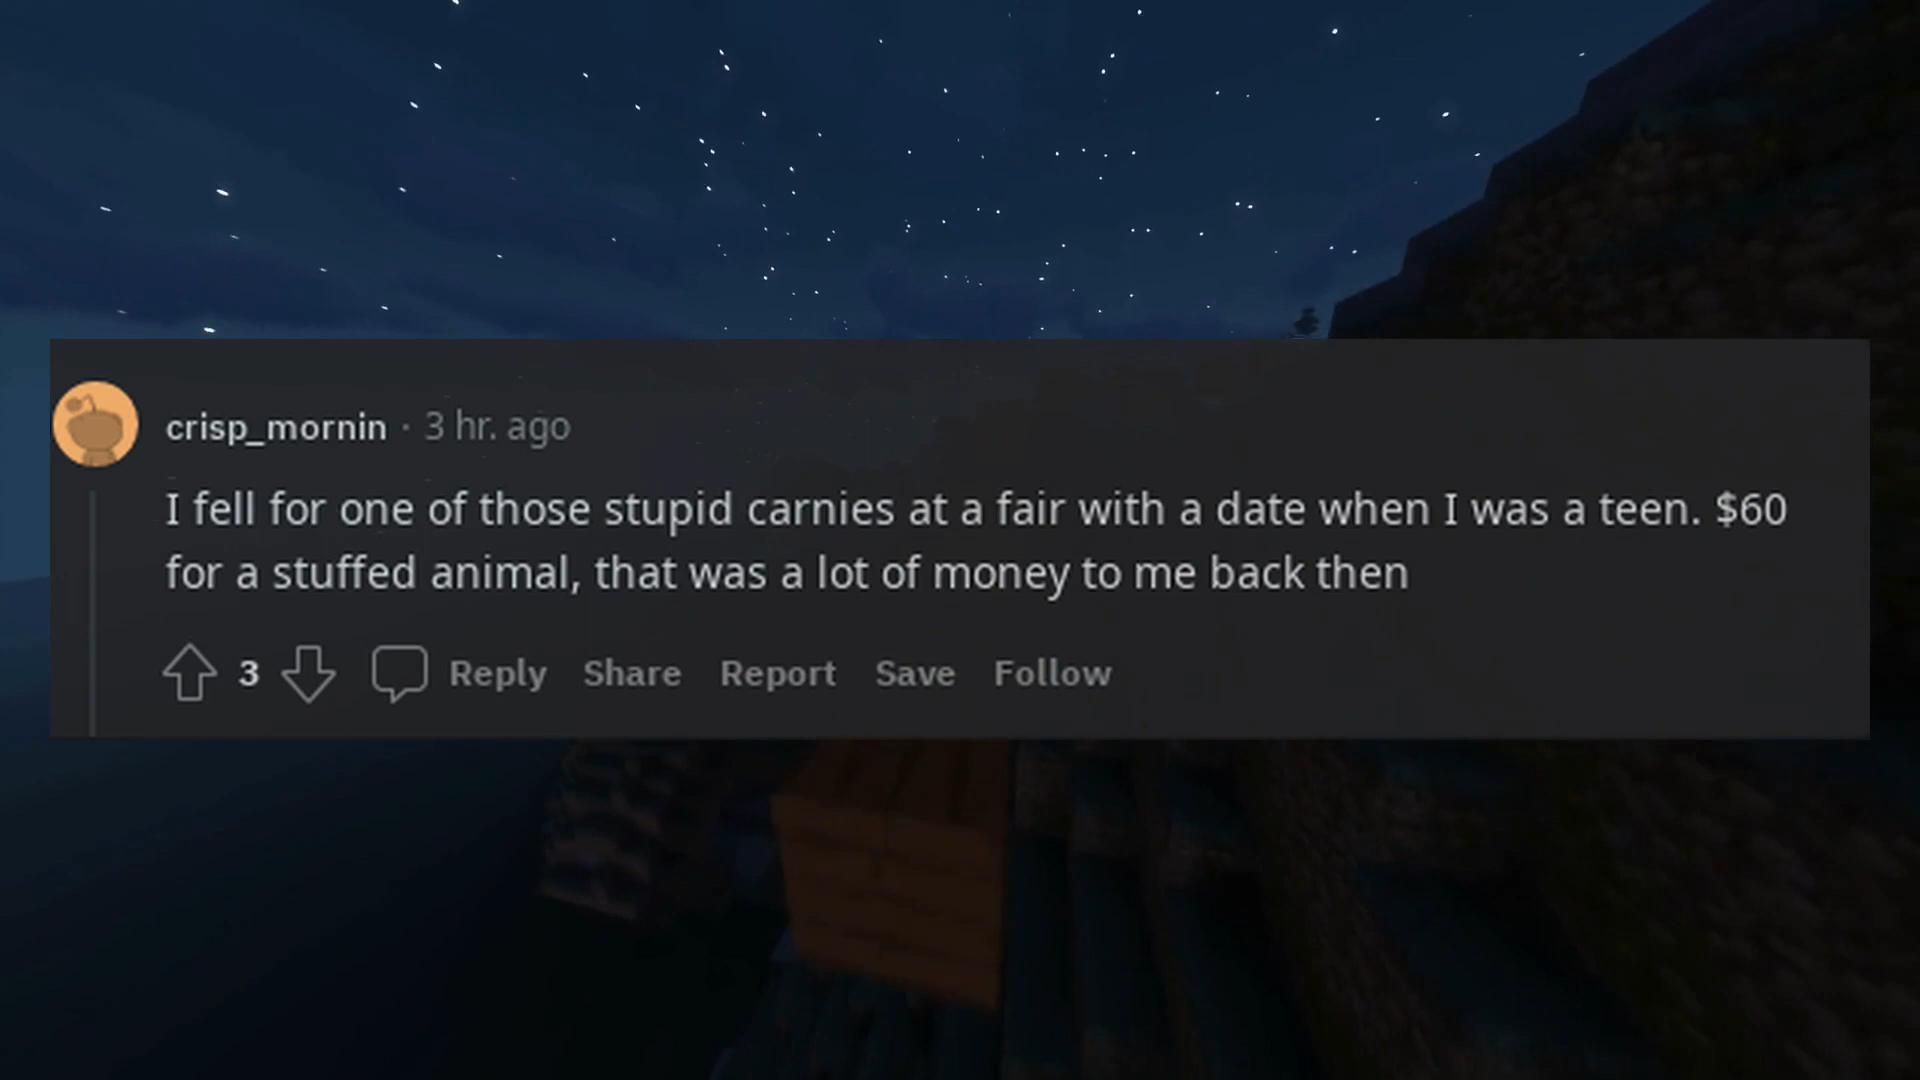 crisp_mornin · 3 hr. ago
I fell for one of those stupid carnies at a fair with a date when I was a teen. $60
for a stuffed animal, that was a lot of money to me back then
3 Reply Share Report Save Follow